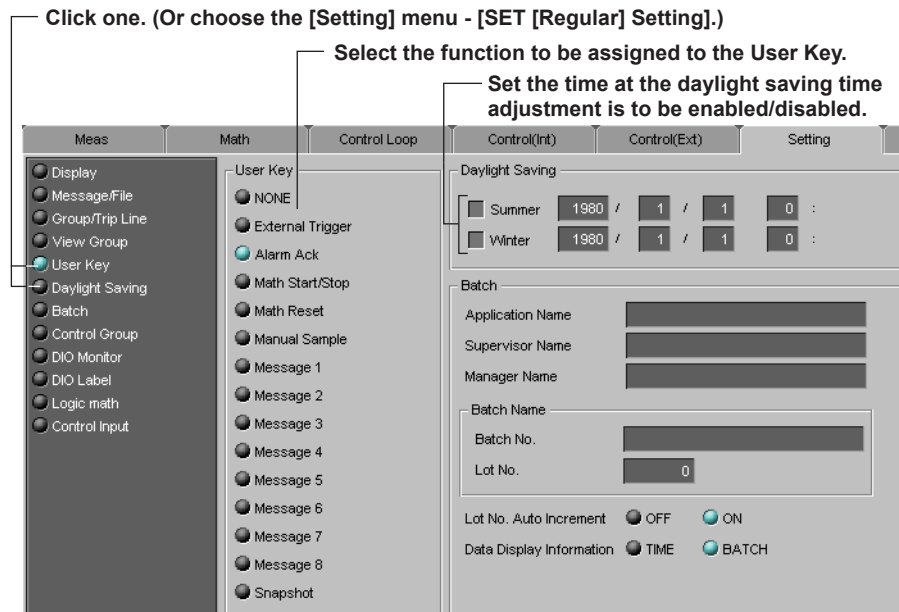 Click one. (Or choose the [Setting] menu - [SET [Regular] Setting].)
Select the function to be assigned to the User Key.
Set the time at the daylight saving time
adjustment is to be enabled/disabled.
Meas Math Control Loop Control(Int) Control(Ext) Setting
Display
Message/File
Group/Trip Line
View Group
User Key
Daylight Saving
Batch
Control Group
DIO Monitor
DIO Label
Logic math
Control Input
User Key
NONE
External Trigger
Alarm Ack
Math Start/Stop
Math Reset
Manual Sample
Message 1
Message 2
Message 3
Message 4
Message 5
Message 6
Message 7
Message 8
Snapshot
Daylight Saving
Summer 1980 / 1 / 1 0 :
Winter 1980 / 1 / 1 0 :
Batch
Application Name
Supervisor Name
Manager Name
Batch Name
Batch No.
Lot No. 0
Lot No. Auto Increment OFF ON
Data Display Information TIME BATCH